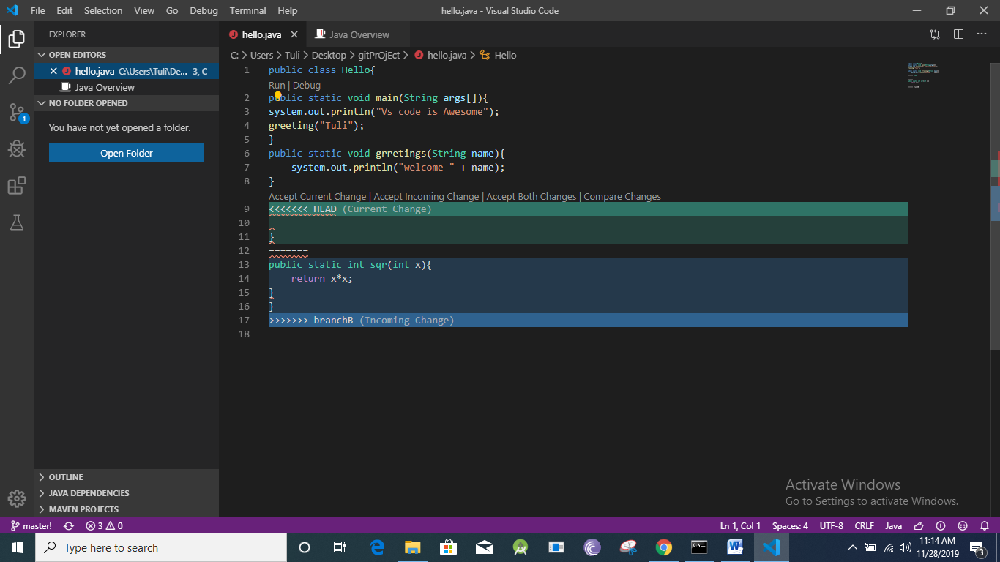 File Edit Selection View Go Debug Terminal Help hello.java - Visual Studio Code
EXPLORER
OPEN EDITORS
hello.java C:\Users\Tuli\De... 3, C
Java Overview
NO FOLDER OPENED
You have not yet opened a folder.
Open Folder
OUTLINE
JAVA DEPENDENCIES
MAVEN PROJECTS
1
hello.java Java Overview
C: > Users > Tuli > Desktop > gitPrOjEct > hello.java > Hello
1 public class Hello{
Run | Debug
2 public static void main(String args[]){
3 system.out.println("Vs code is Awesome");
4 greeting("Tuli");
5 }
6 public static void grretings(String name){
7 system.out.println("welcome " + name);
8 }
Accept Current Change | Accept Incoming Change | Accept Both Changes | Compare Changes
9 <<<<<<< HEAD (Current Change)
10
11 }
12 =======
13 public static int sqr(int x){
14 return x*x;
15 }
16 }
17 >>>>>>> branchB (Incoming Change)
18
Activate Windows
Go to Settings to activate Windows.
master! 3 0 Ln 1, Col 1 Spaces: 4 UTF-8 CRLF Java
Type here to search
11:14 AM
11/28/2019
3